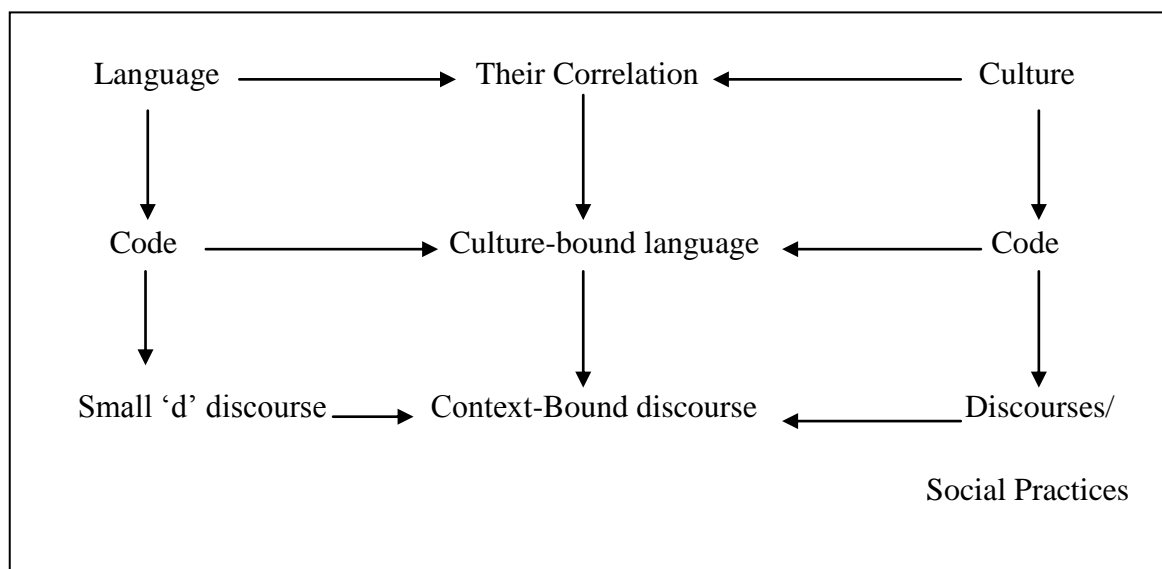 Language Their Correlation Culture
Code Culture-bound language Code
Small ‘d’ discourse Context-Bound discourse Discourses/
Social Practices